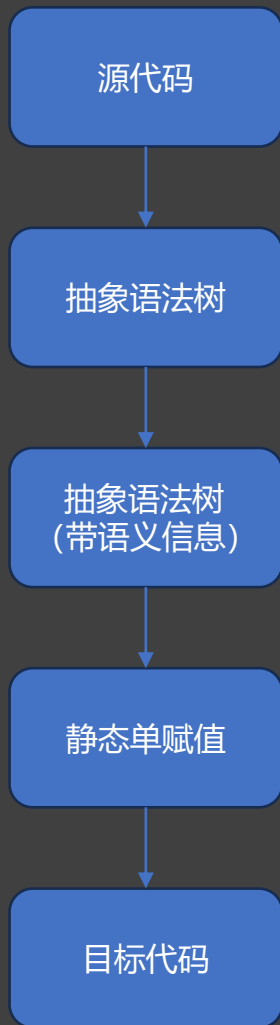 源代码
抽象语法树
抽象语法树
（带语义信息）
静态单赋值
目标代码